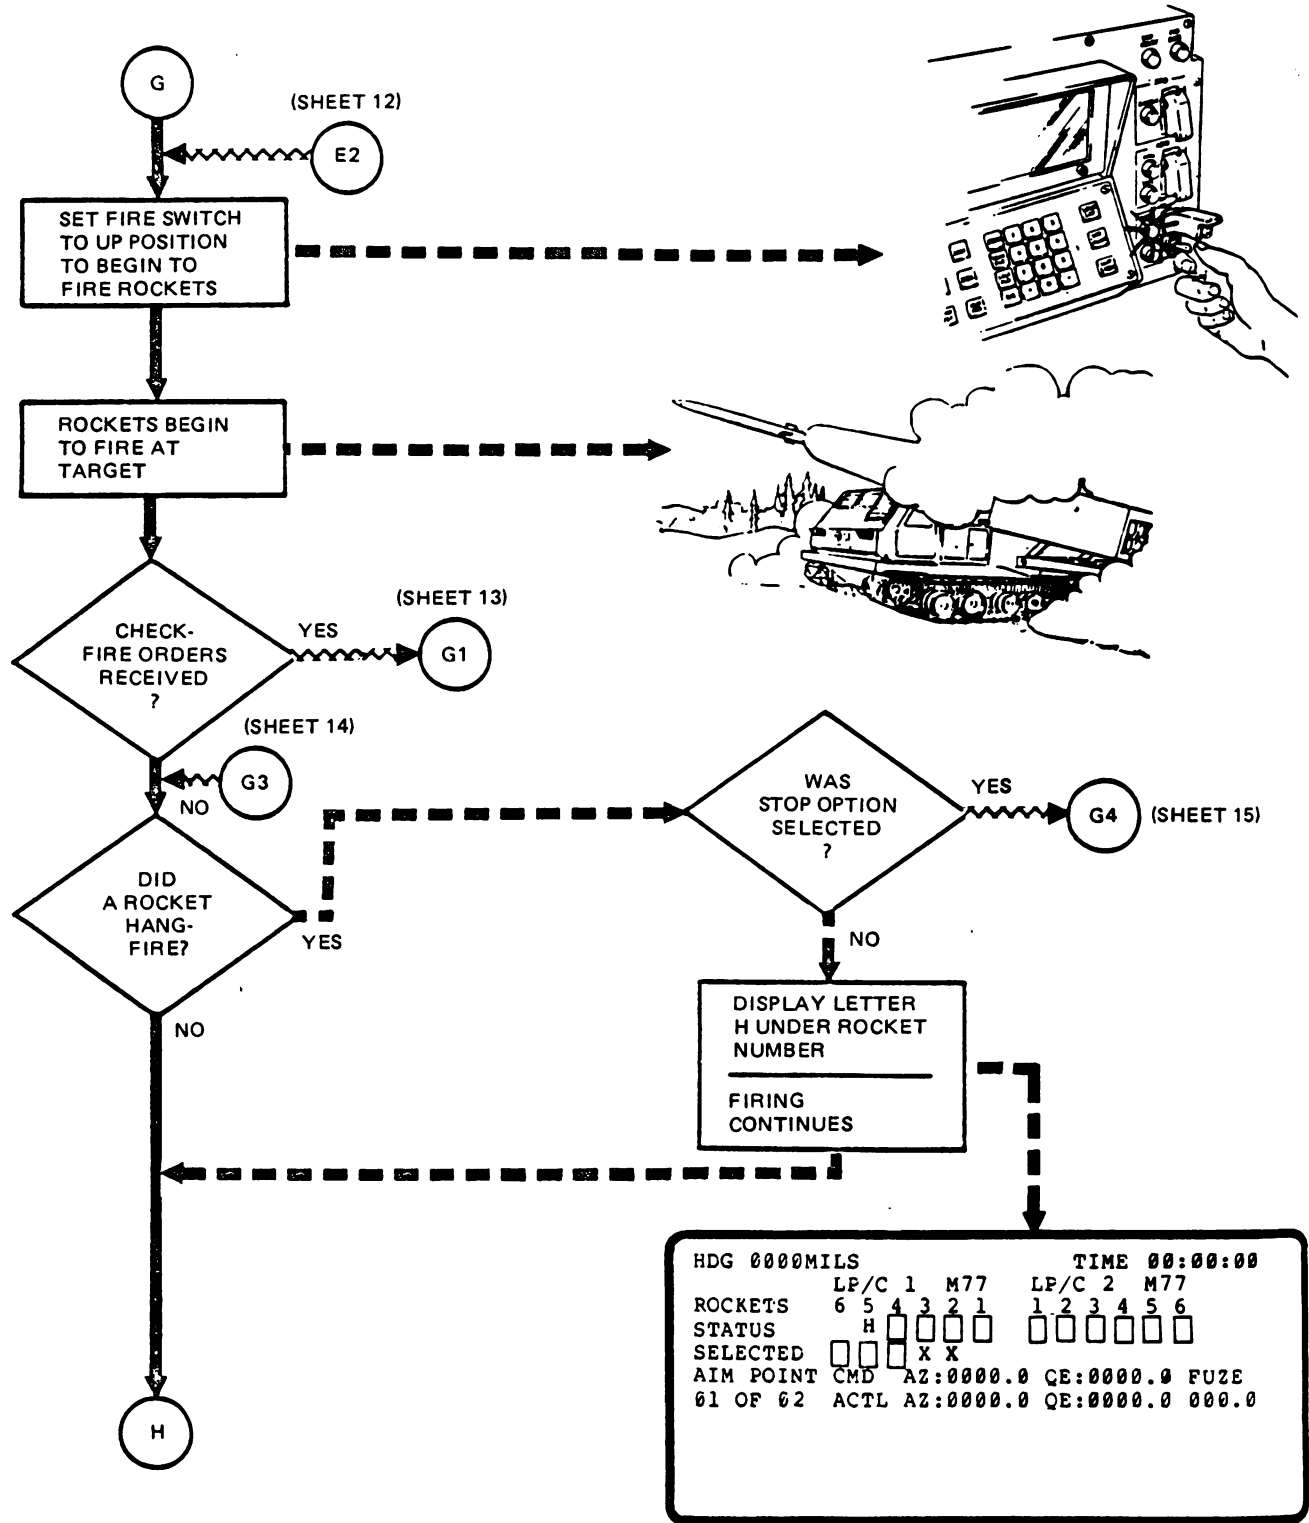 G
(SHEET 12)
E2
SET FIRE SWITCH
TO UP POSITION
TO BEGIN TO
FIRE ROCKETS
ROCKETS BEGIN
TO FIRE AT
TARGET
CHECK-
FIRE ORDERS
RECEIVED
?
YES
(SHEET 13)
G1
(SHEET 14)
G3
NO
DID
A ROCKET
HANG-
FIRE?
YES
NO
WAS
STOP OPTION
SELECTED
?
YES
G4
(SHEET 15)
NO
DISPLAY LETTER
H UNDER ROCKET
NUMBER
FIRING
CONTINUES
HDG 0000MILS TIME 00:00:00
LP/C 1 M77 LP/C 2 M77
ROCKETS 6 5 4 3 2 1 1 2 3 4 5 6
STATUS H
SELECTED X X
AIM POINT CMD AZ:0000.0 QE:0000.0 FUZE
01 OF 02 ACTL AZ:0000.0 QE:0000.0 000.0
H